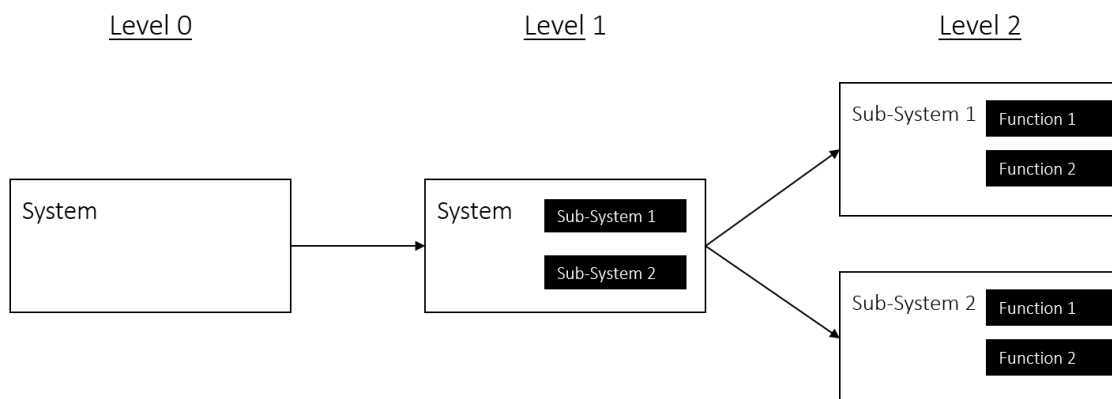 Level 0
Level 1
Level 2
System
System
Sub-System 1
Sub-System 2
Sub-System 1
Function 1
Function 2
Sub-System 2
Function 1
Function 2